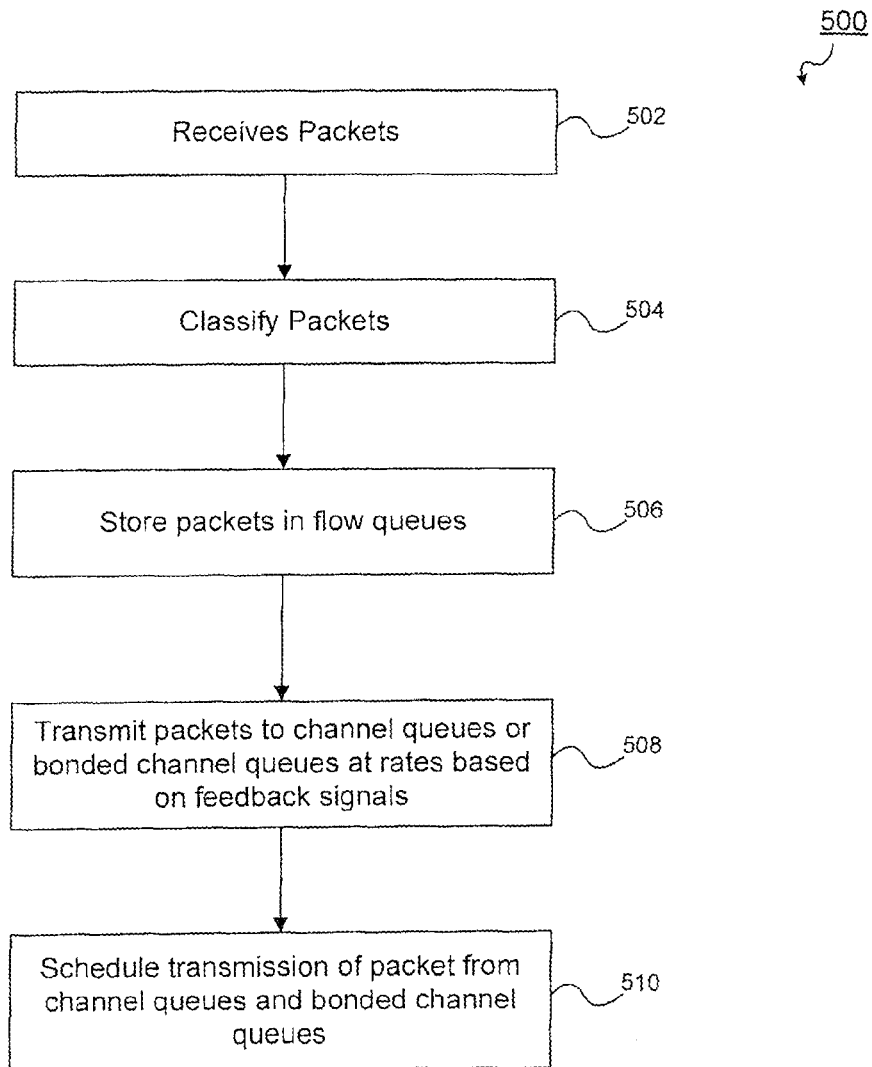 500
Receives Packets
502
Classify Packets
504
Store packets in flow queues
506
Transmit packets to channel queues or
bonded channel queues at rates based
on feedback signals
508
Schedule transmission of packet from
channel queues and bonded channel
queues
510